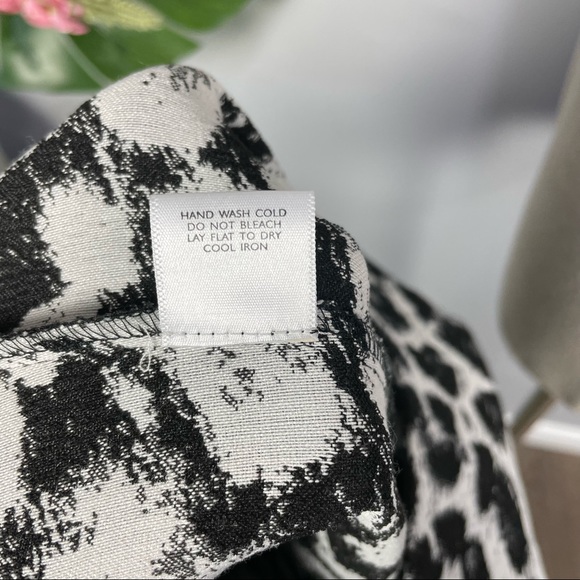 HAND WASH COLD
DO NOT BLEACH
LAY FLAT TO DRY
COOL IRON